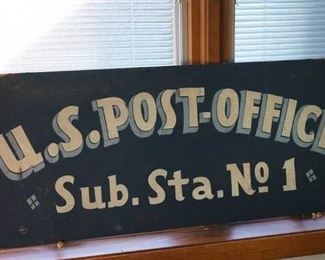 U.S. POST-OFFICE
Sub. Sta. No 1